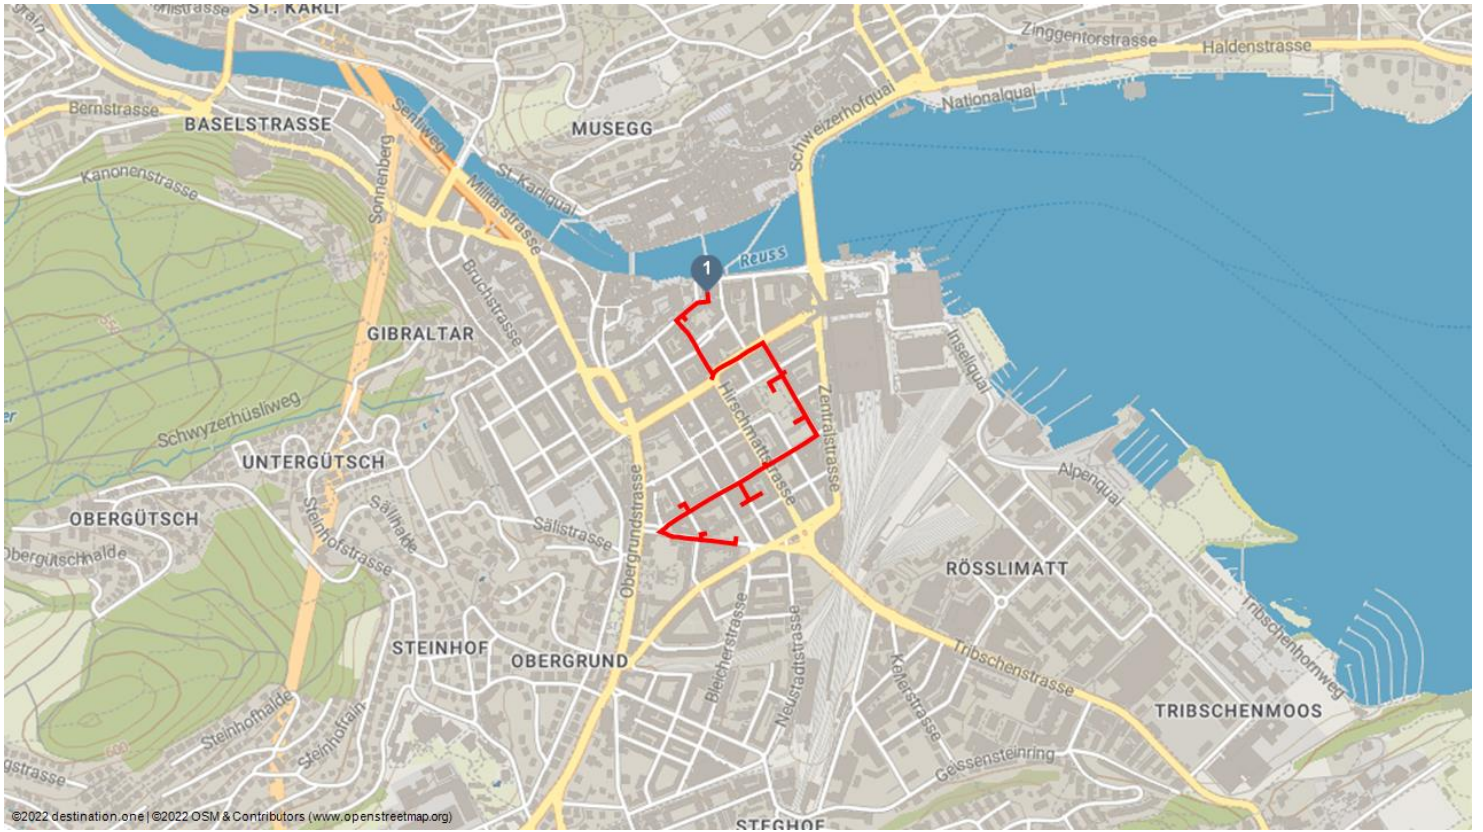 ST. KARLI
Zinggentorstrasse
Haldenstrasse
Bernstrasse
BASELSTRASSE
Sentiweg
Nationalquai
Schweizerhofquai
MUSEGG
Kanonenstrasse
Sonnenberg
St.-Karliquai
Militärstrasse
Reuss
1
Bruchstrasse
GIBRALTAR
Inseliquai
Schwyzerhüsliweg
Hirschmattstrasse
Zentralstrasse
UNTERGÜTSCH
Alpenquai
OBERGÜTSCH
Steinhofstrasse
Sälihalde
Sälistrasse
Obergrundstrasse
Obergütschhalde
RÖSSLIMATT
Tribschenhornweg
STEINHOF
OBERGRUND
Bleicherstrasse
Neustadtstrasse
Kellerstrasse
Tribschenstrasse
Steinhofhalde
Steinhofrain
TRIBSCHENMOOS
Geissensteinring
600
©2022 destination.one | ©2022 OSM & Contributors (www.openstreetmap.org)
STEGHOF